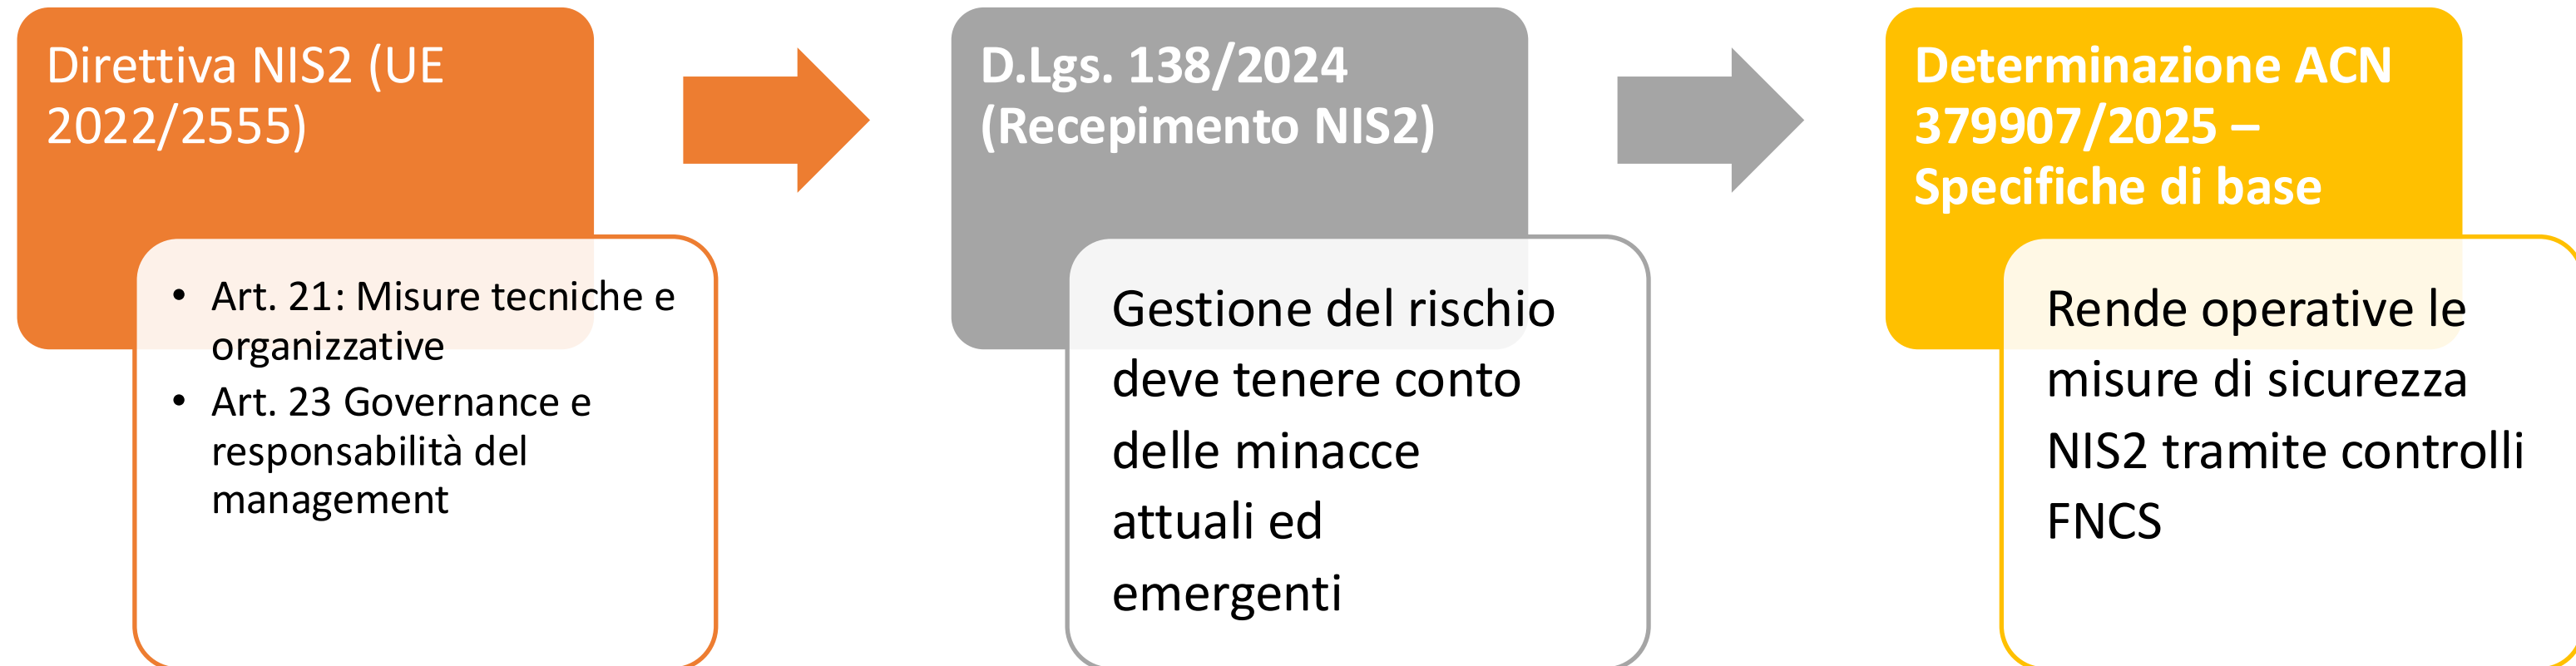 Direttiva NIS2 (UE
2022/2555)
• Art. 21: Misure tecniche e
organizzative
• Art. 23 Governance e
responsabilità del
management
D.Lgs. 138/2024
(Recepimento NIS2)
Gestione del rischio
deve tenere conto
delle minacce
attuali ed
emergenti
Determinazione ACN
379907/2025 –
Specifiche di base
Rende operative le
misure di sicurezza
NIS2 tramite controlli
FNCS